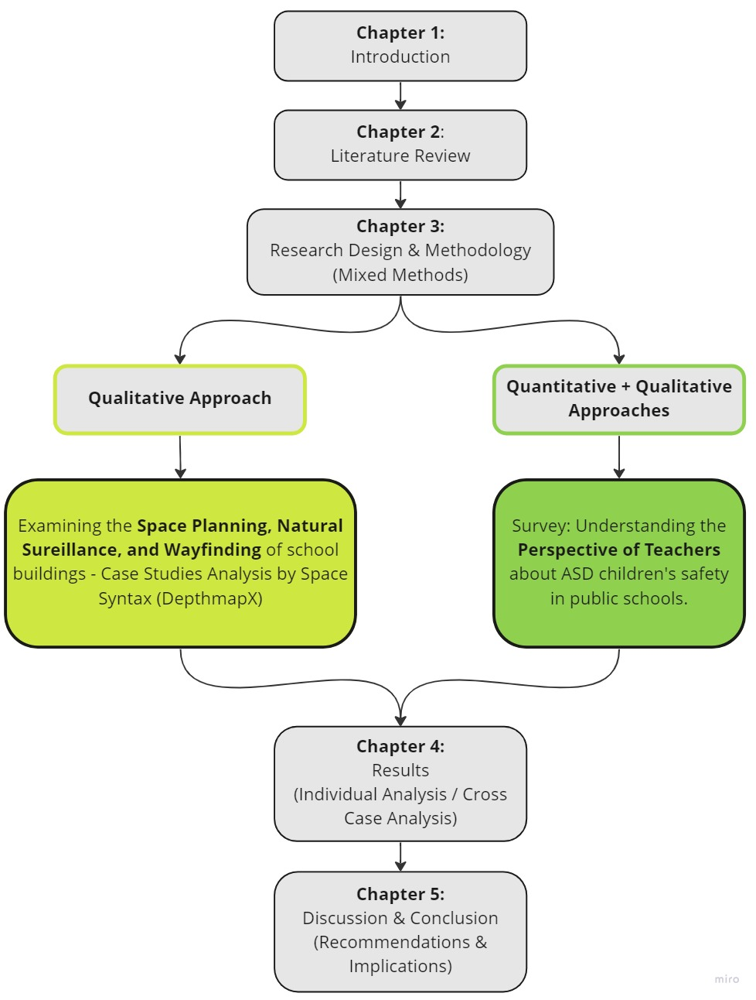 Chapter 1:
Introduction
Chapter 2:
Literature Review
Chapter 3:
Research Design & Methodology
(Mixed Methods)
Qualitative Approach
Quantitative + Qualitative
Approaches
Examining the Space Planning, Natural
Sureillance, and Wayfinding of school
buildings - Case Studies Analysis by Space
Syntax (DepthmapX)
Survey: Understanding the
Perspective of Teachers
about ASD children's safety
in public schools.
Chapter 4:
Results
(Individual Analysis / Cross
Case Analysis)
Chapter 5:
Discussion & Conclusion
(Recommendations &
Implications)
miro